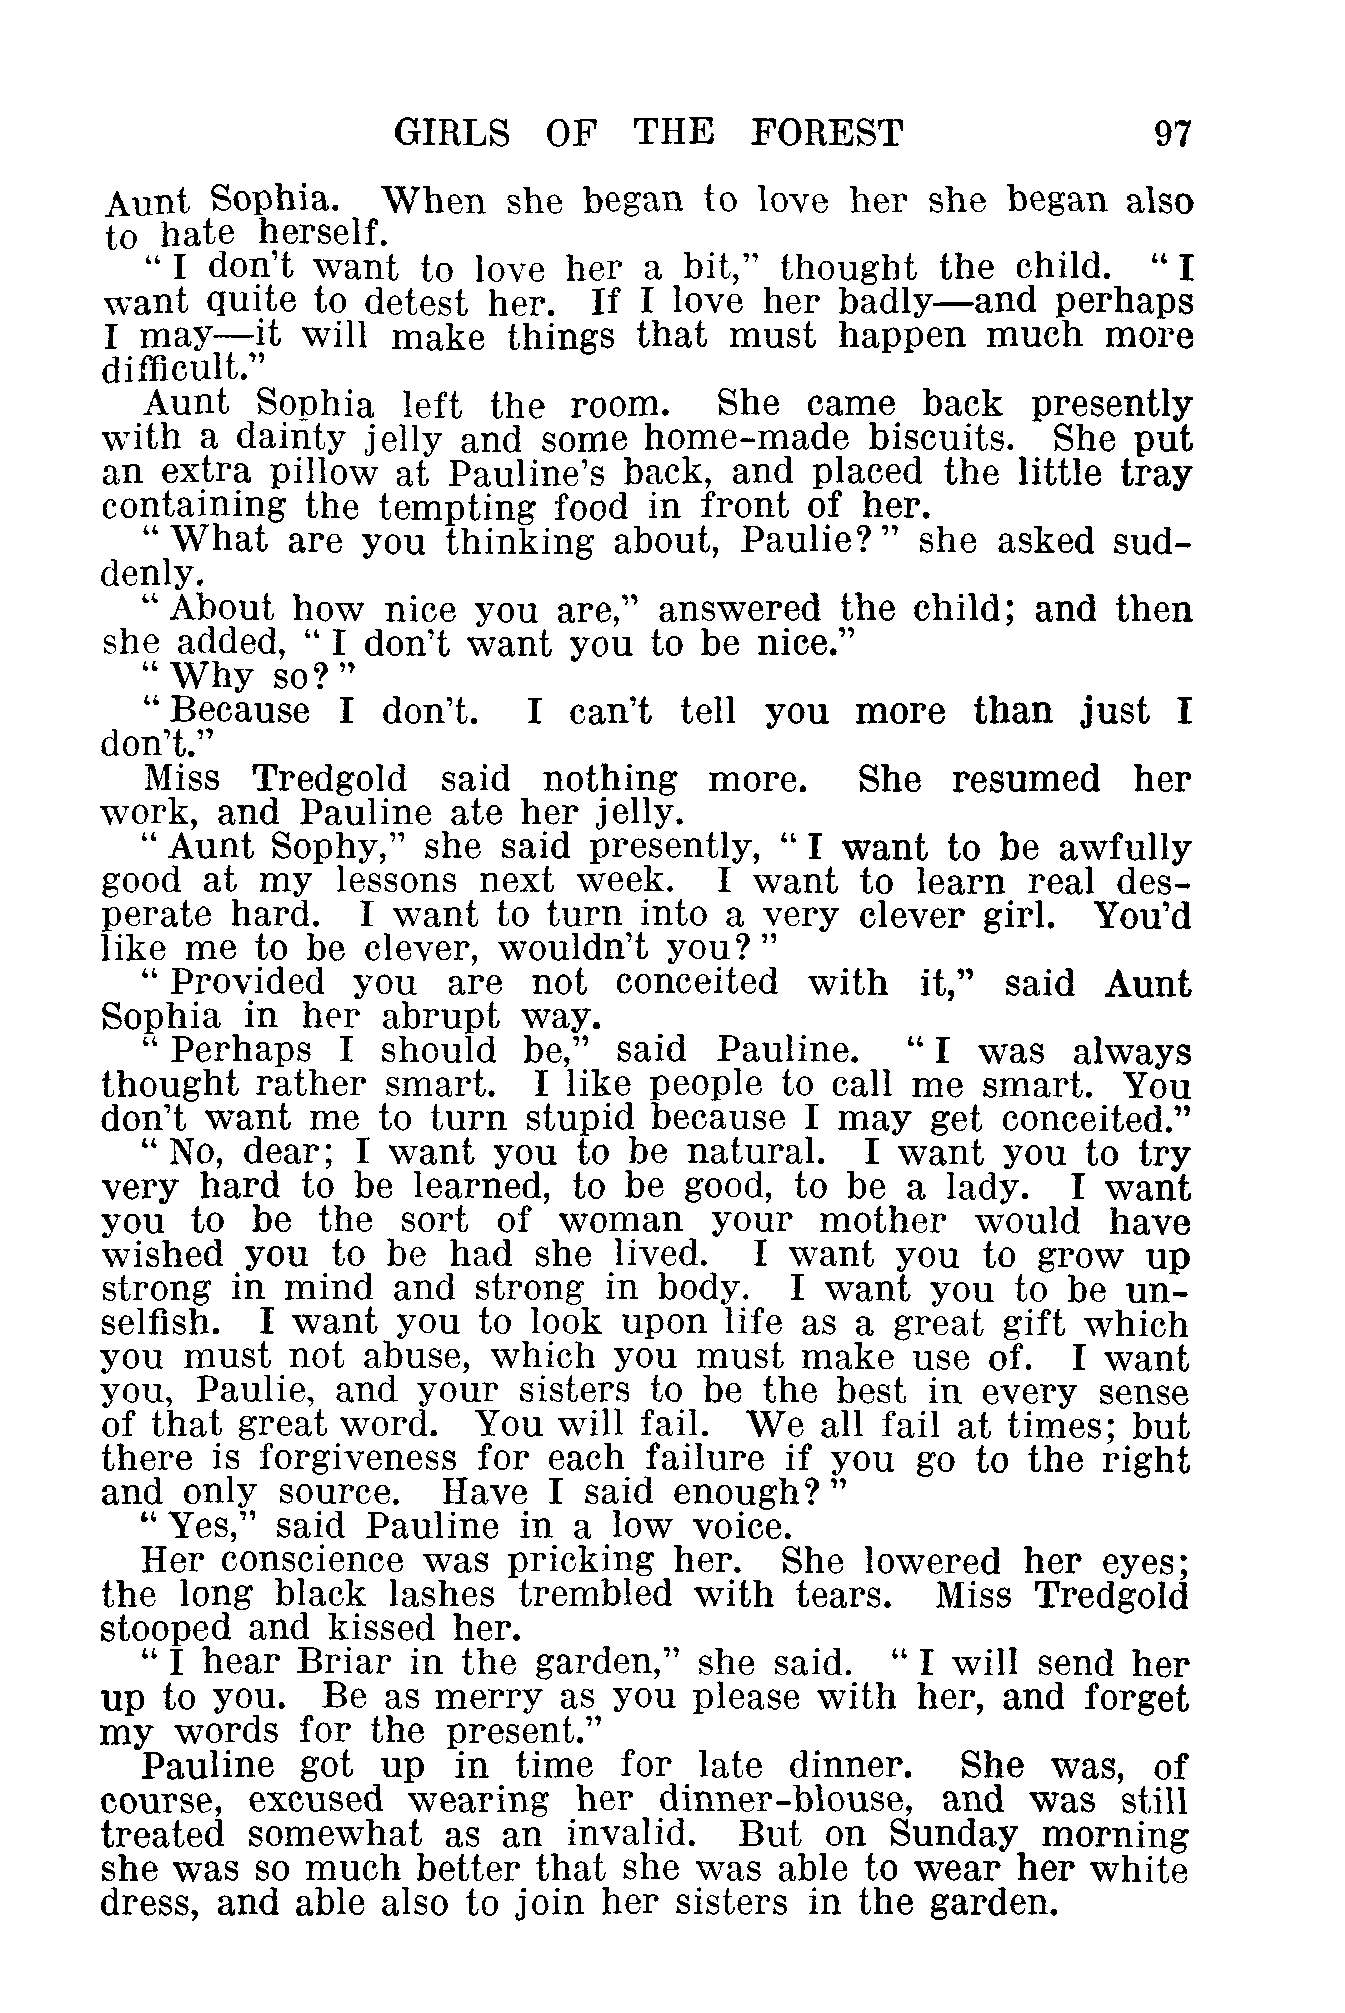 GIRLS OF THE FOREST 97
Aunt Sophia. When she began to love her she began also
to hate herself.
“I don't want to love her a bit,” thought the child. “I
want quite to detest her. If I love her badly—and perhaps
I may—it will make things that must happen much more
difficult.”
Aunt Sophia left the room. She came back presently
with a dainty jelly and some home-made biscuits. She put
an extra pillow at Pauline's back, and placed the little tray
containing the tempting food in front of her.
“What are you thinking about, Paulie?” she asked sud-
denly.
“About how nice you are,” answered the child; and then
she added, “I don't want you to be nice.”
“Why so?”
“Because I don't. I can't tell you more than just I
don't.”
Miss Tredgold said nothing more. She resumed her
work, and Pauline ate her jelly.
“Aunt Sophy,” she said presently, “I want to be awfully
good at my lessons next week. I want to learn real des-
perate hard. I want to turn into a very clever girl. You'd
like me to be clever, wouldn't you?”
“Provided you are not conceited with it,” said Aunt
Sophia in her abrupt way.
“Perhaps I should be,” said Pauline. “I was always
thought rather smart. I like people to call me smart. You
don't want me to turn stupid because I may get conceited.”
“No, dear; I want you to be natural. I want you to try
very hard to be learned, to be good, to be a lady. I want
you to be the sort of woman your mother would have
wished you to be had she lived. I want you to grow up
strong in mind and strong in body. I want you to be un-
selfish. I want you to look upon life as a great gift which
you must not abuse, which you must make use of. I want
you, Paulie, and your sisters to be the best in every sense
of that great word. You will fail. We all fail at times; but
there is forgiveness for each failure if you go to the right
and only source. Have I said enough?”
“Yes,” said Pauline in a low voice.
Her conscience was pricking her. She lowered her eyes;
the long black lashes trembled with tears. Miss Tredgold
stooped and kissed her.
“I hear Briar in the garden,” she said. “I will send her
up to you. Be as merry as you please with her, and forget
my words for the present.”
Pauline got up in time for late dinner. She was, of
course, excused wearing her dinner-blouse, and was still
treated somewhat as an invalid. But on Sunday morning
she was so much better that she was able to wear her white
dress, and able also to join her sisters in the garden.